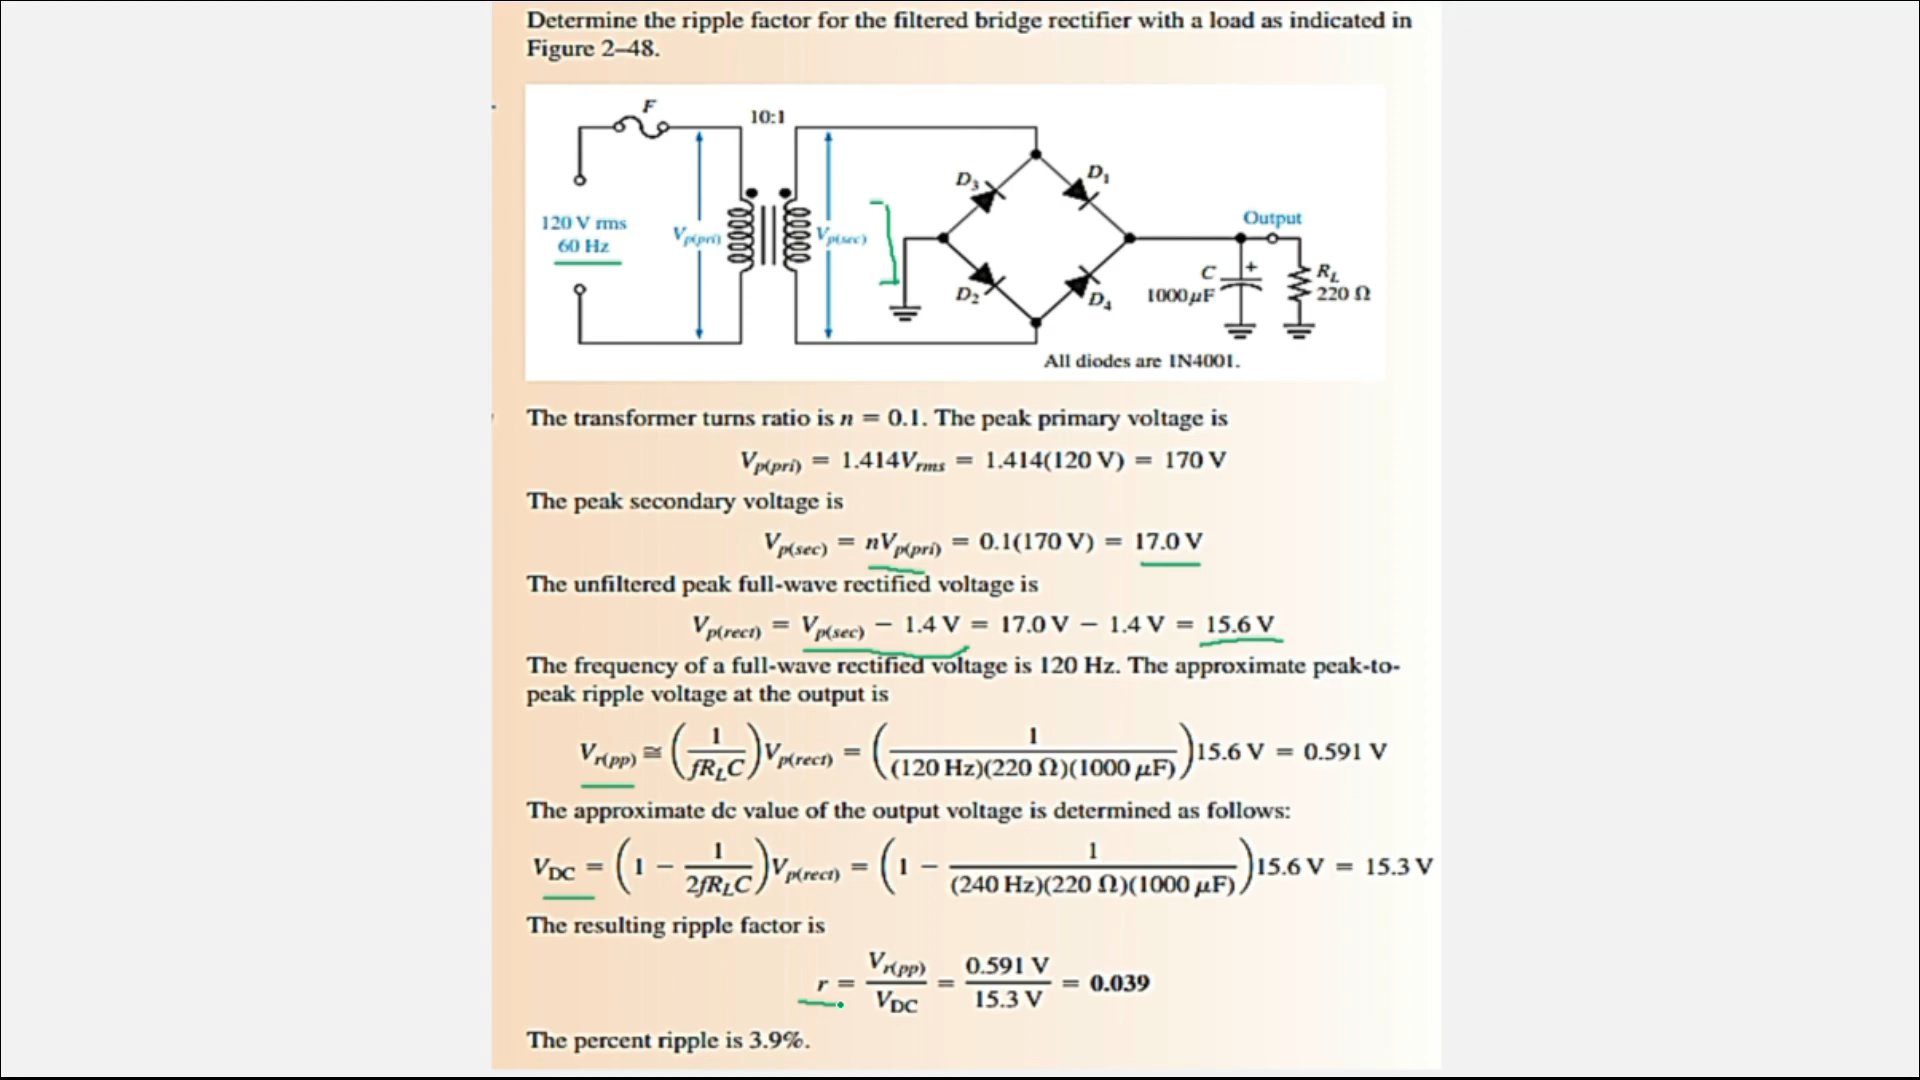 Determine the ripple factor for the filtered bridge rectifier with a load as indicated in
Figure 2–48.
F
10:1
120 V rms
60 Hz
Vp(pri)
Vp(sec)
D3
D1
D2
D4
Output
C
1000 μF
+
RL
220 Ω
All diodes are 1N4001.
The transformer turns ratio is n = 0.1. The peak primary voltage is
Vp(pri) = 1.414Vrms = 1.414(120 V) = 170 V
The peak secondary voltage is
Vp(sec) = nVp(pri) = 0.1(170 V) = 17.0 V
The unfiltered peak full-wave rectified voltage is
Vp(rect) = Vp(sec) − 1.4 V = 17.0 V − 1.4 V = 15.6 V
The frequency of a full-wave rectified voltage is 120 Hz. The approximate peak-to-
peak ripple voltage at the output is
Vr(pp) ≅ (1/fRLC)Vp(rect) = (1/(120 Hz)(220 Ω)(1000 μF))15.6 V = 0.591 V
The approximate dc value of the output voltage is determined as follows:
VDC = (1 − 1/2fRLC)Vp(rect) = (1 − 1/(240 Hz)(220 Ω)(1000 μF))15.6 V = 15.3 V
The resulting ripple factor is
r = Vr(pp)/VDC = 0.591 V/15.3 V = 0.039
The percent ripple is 3.9%.